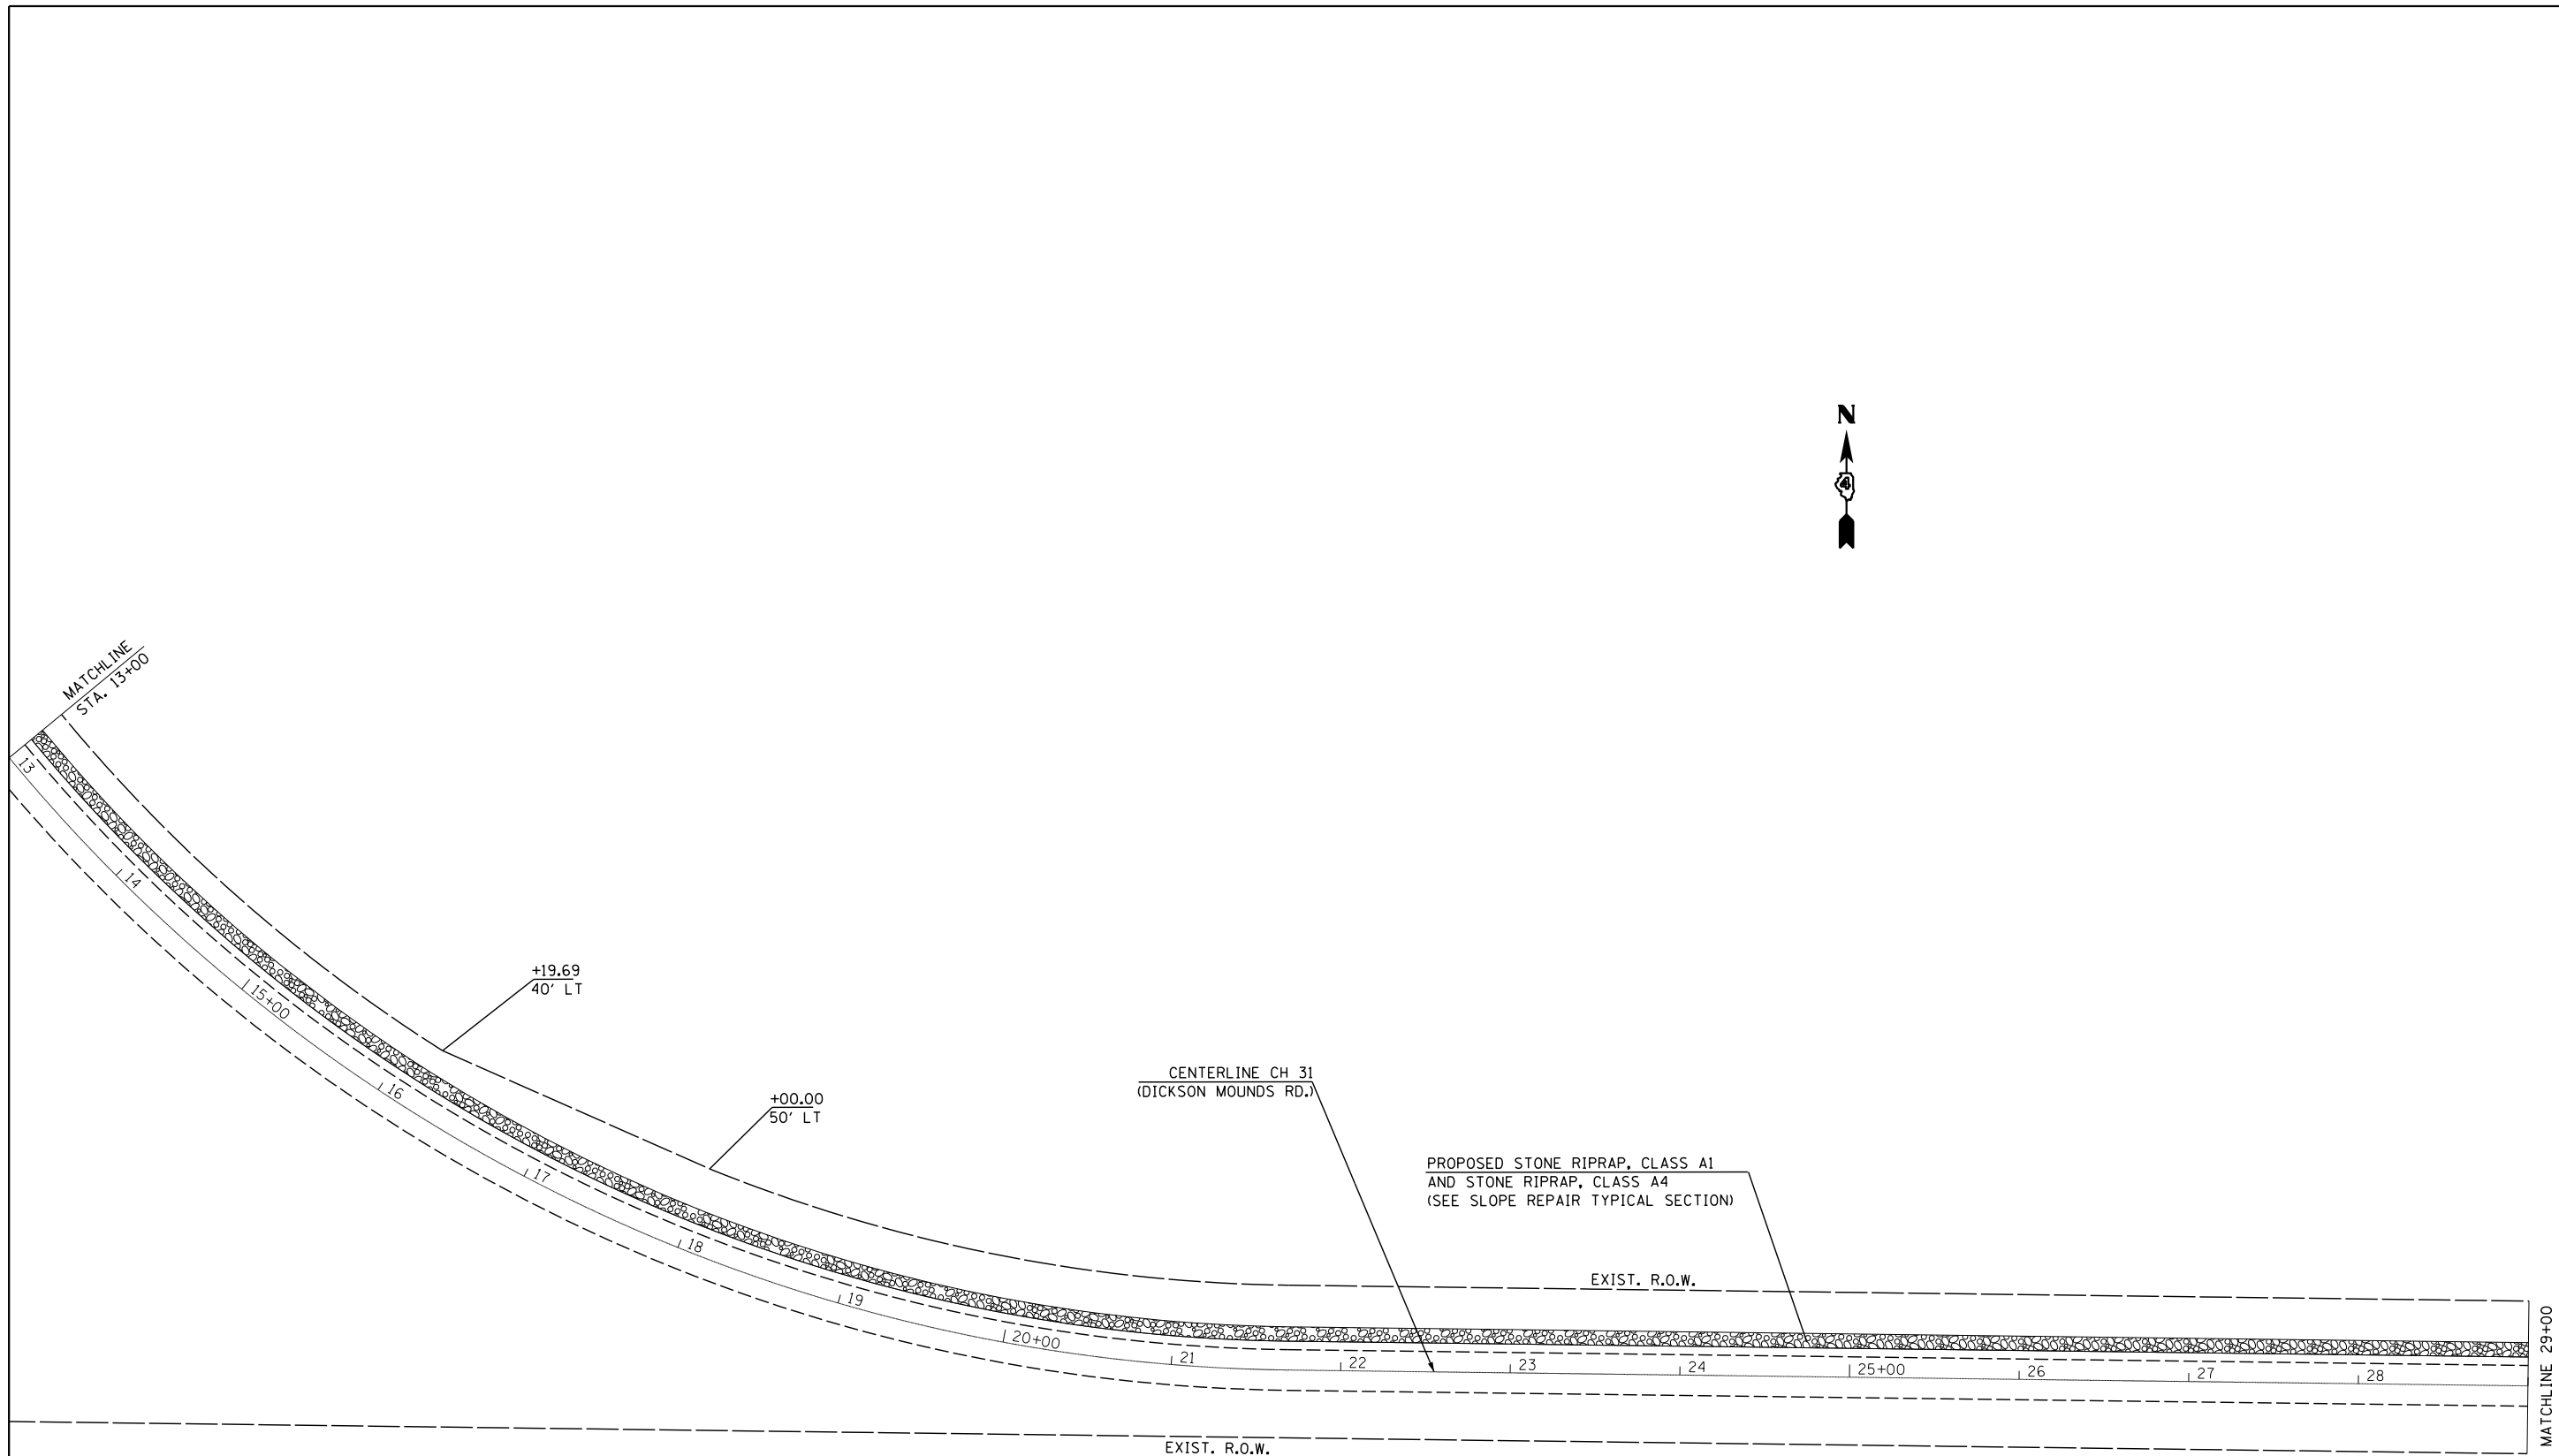 N
4
MATCHLINE
STA. 13+00
13
14
15+00
16
17
18
19
20+00
21
22
23
24
25+00
26
27
28
+19.69
40' LT
+00.00
50' LT
CENTERLINE CH 31
(DICKSON MOUNDS RD.)
PROPOSED STONE RIPRAP, CLASS A1
AND STONE RIPRAP, CLASS A4
(SEE SLOPE REPAIR TYPICAL SECTION)
EXIST. R.O.W.
MATCHLINE 29+00
EXIST. R.O.W.